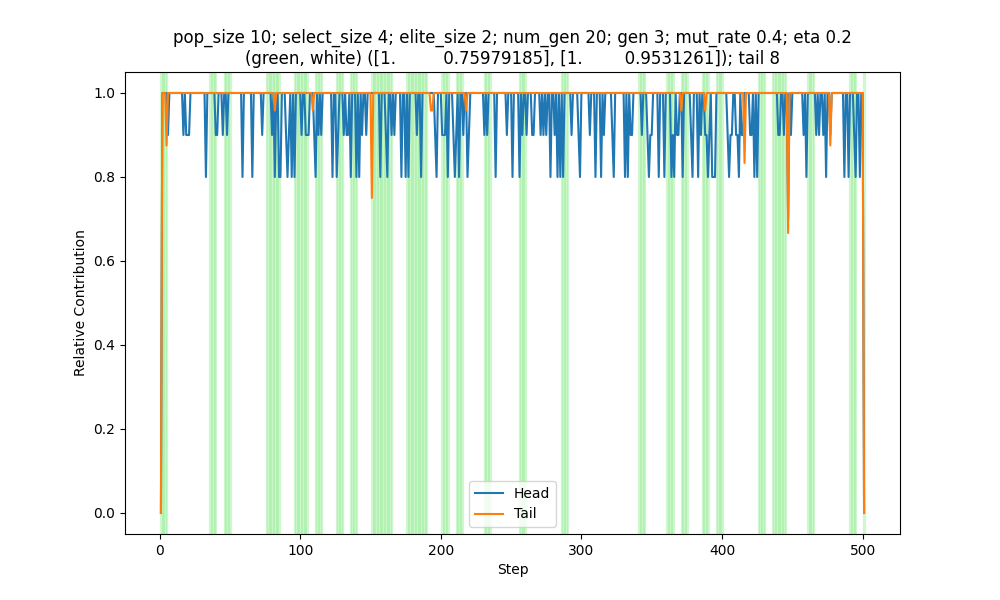 pop_size 10; select_size 4; elite_size 2; num_gen 20; gen 3; mut_rate 0.4; eta 0.2
(green, white) ([1.         0.75979185], [1.        0.9531261]); tail 8
1.0
0.8
0.6
0.4
0.2
0.0
Relative Contribution
Head
Tail
0
100
200
300
400
500
Step